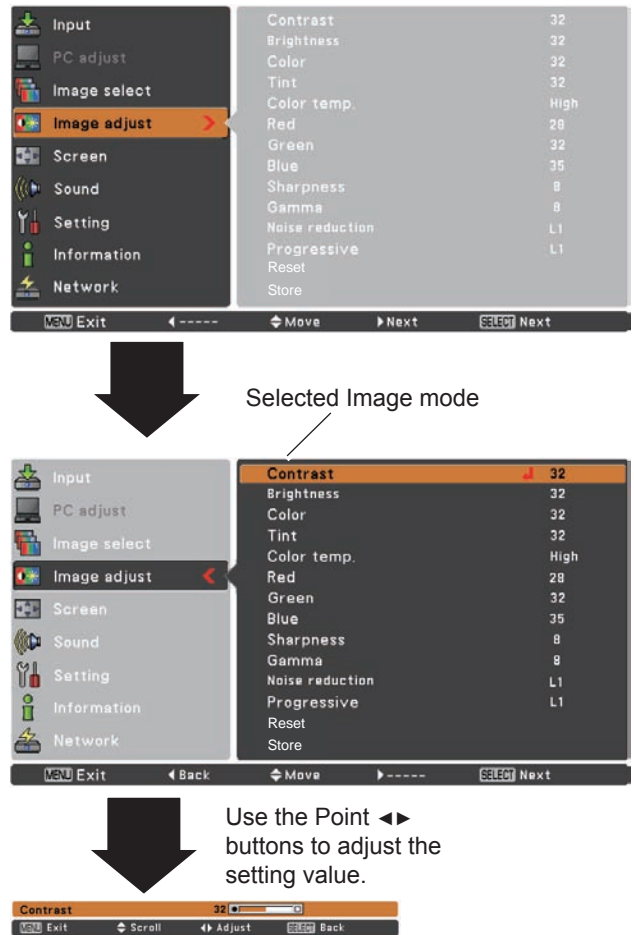 Input
PC adjust
Image select
Image adjust
Screen
Sound
Setting
Information
Network
Contrast 32
Brightness 32
Color 32
Tint 32
Color temp. High
Red 28
Green 32
Blue 35
Sharpness 8
Gamma 8
Noise reduction L1
Progressive L1
Reset
Store
MENU Exit ◄ ----- Move ► Next SELECT Next
Selected Image mode
Input
PC adjust
Image select
Image adjust
Screen
Sound
Setting
Information
Network
Contrast 32
Brightness 32
Color 32
Tint 32
Color temp. High
Red 28
Green 32
Blue 35
Sharpness 8
Gamma 8
Noise reduction L1
Progressive L1
Reset
Store
MENU Exit ◄ Back Move ► ----- SELECT Next
Use the Point ◄►
buttons to adjust the
setting value.
Contrast 32
MENU Exit Scroll ◄► Adjust SELECT Back